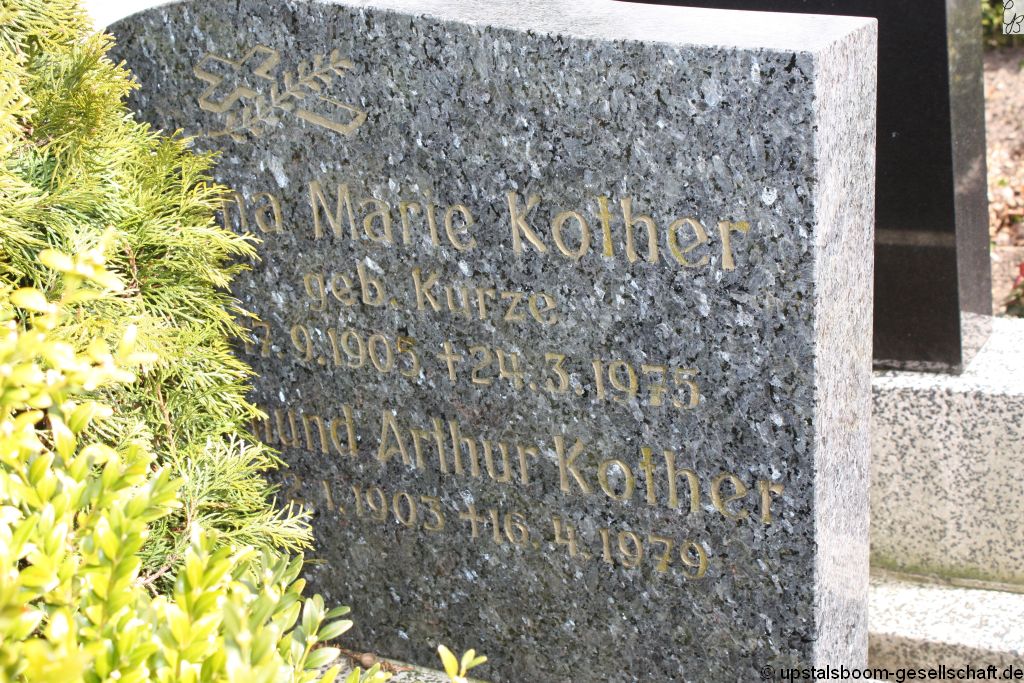 na Marie Kother
geb. Kurze
7.9.1905 +24.3.1975
mund Arthur Kother
1.1903 +16.4.1979
© upstalsboom-gesellschaft.de